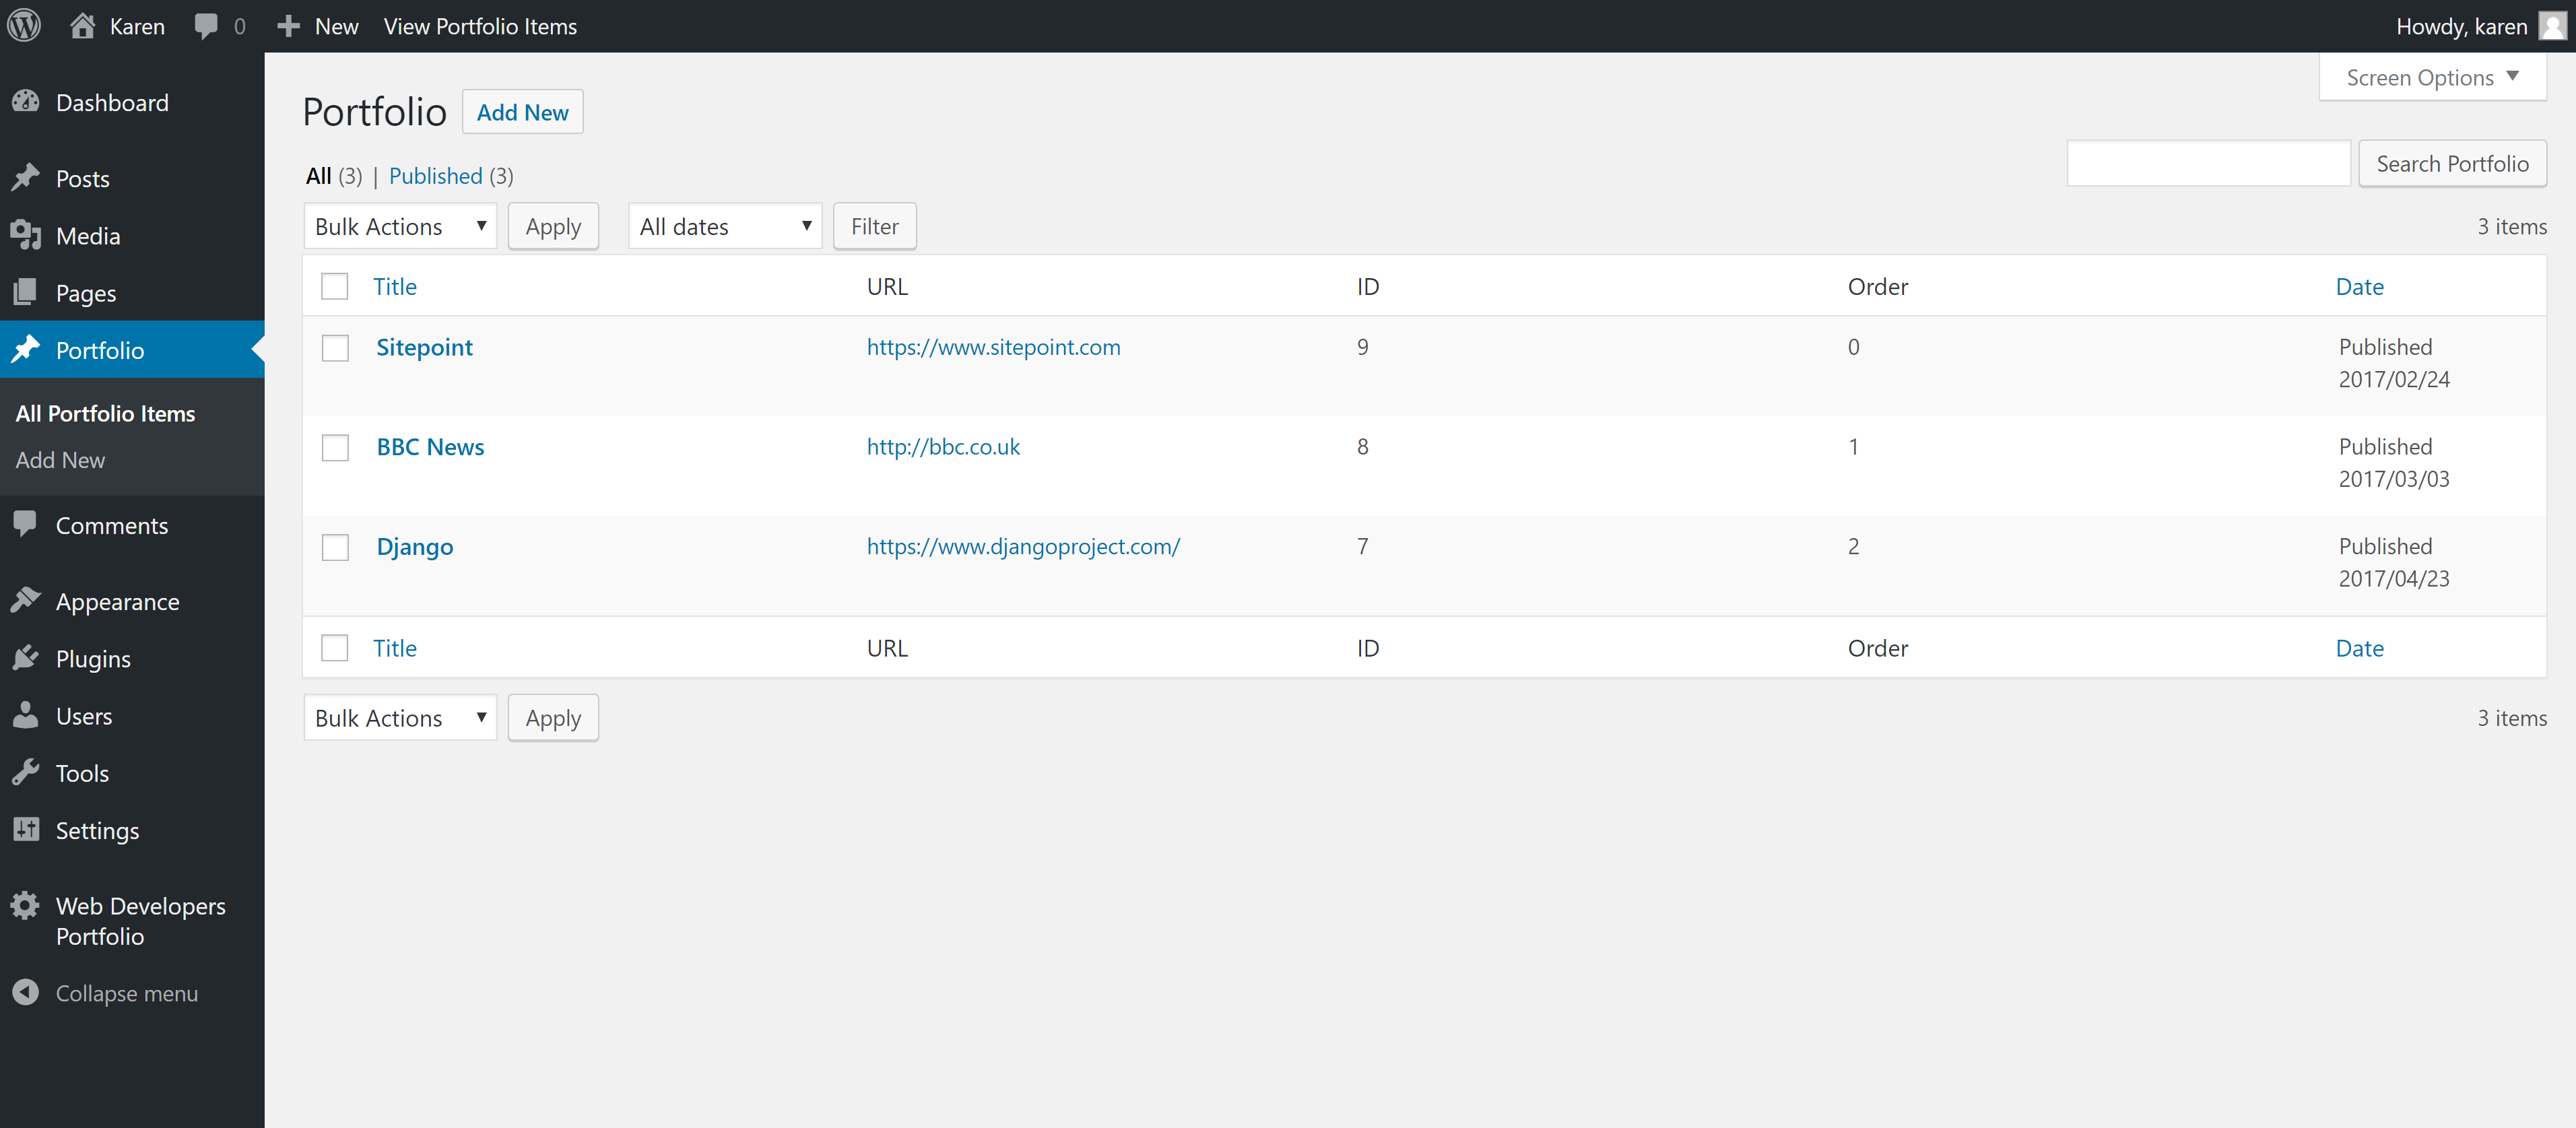 Karen 0 New View Portfolio Items Howdy, karen
Dashboard
Posts
Media
Pages
Portfolio
All Portfolio Items
Add New
Comments
Appearance
Plugins
Users
Tools
Settings
Web Developers
Portfolio
Collapse menu
Screen Options
Portfolio Add New
All (3) | Published (3)
Search Portfolio
Bulk Actions Apply All dates Filter 3 items
Title URL ID Order Date
Sitepoint https://www.sitepoint.com 9 0 Published
2017/02/24
BBC News http://bbc.co.uk 8 1 Published
2017/03/03
Django https://www.djangoproject.com/ 7 2 Published
2017/04/23
Title URL ID Order Date
Bulk Actions Apply 3 items